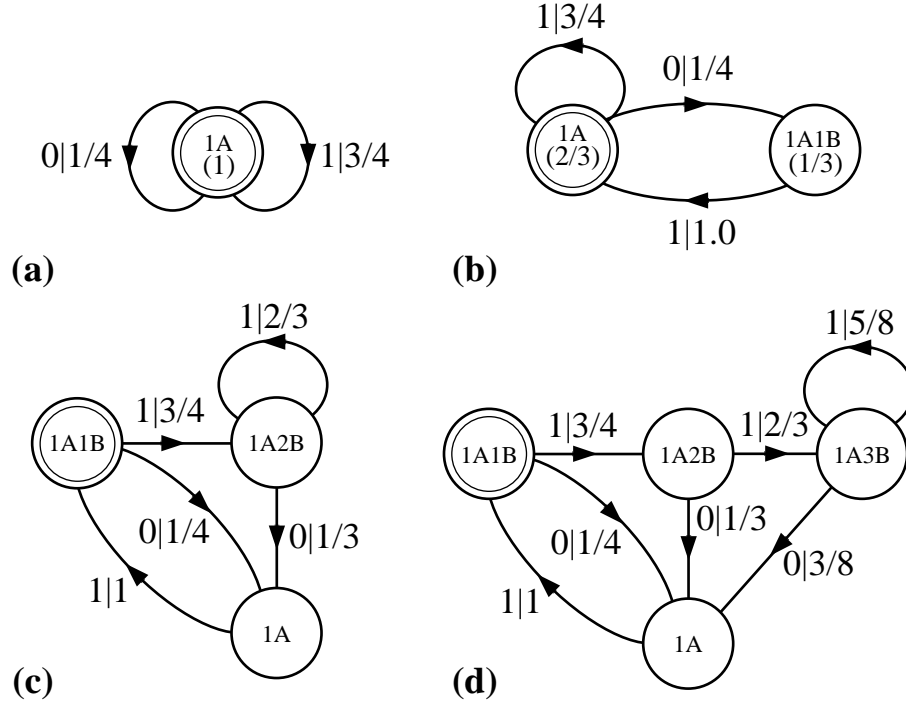 1|3/4
0|1/4
1A
(1)
1|3/4
0|1/4
1A
(2/3)
1A1B
(1/3)
1|1.0
(a)
(b)
1|2/3
1|5/8
1A1B
1|3/4
1A2B
1A1B
1|3/4
1A2B
1|2/3
1A3B
0|1/4
0|1/3
0|1/4
0|1/3
0|3/8
1|1
1A
1|1
1A
(c)
(d)